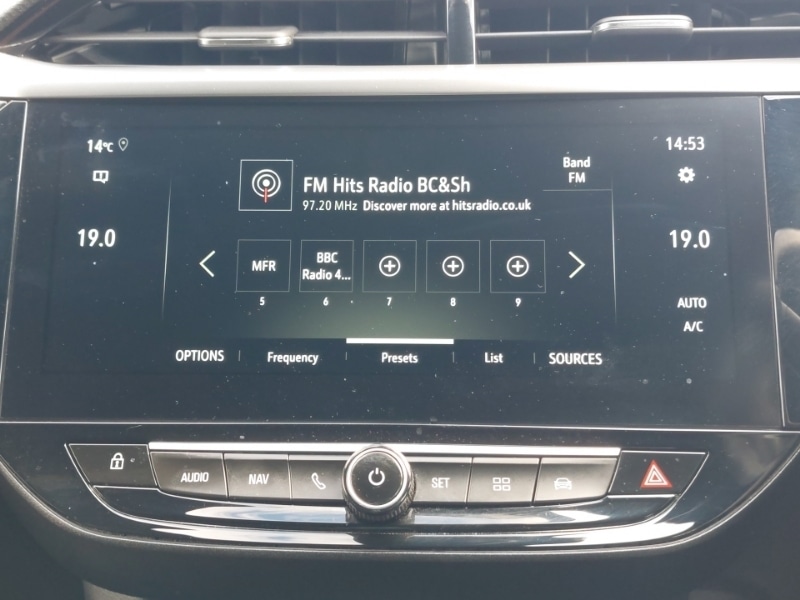 14°C
14:53
FM Hits Radio BC&Sh
97.20 MHz Discover more at hitsradio.co.uk
Band
FM
19.0
19.0
MFR
BBC
Radio 4...
5
6
7
8
9
AUTO
A/C
OPTIONS
Frequency
Presets
List
SOURCES
AUDIO
NAV
SET